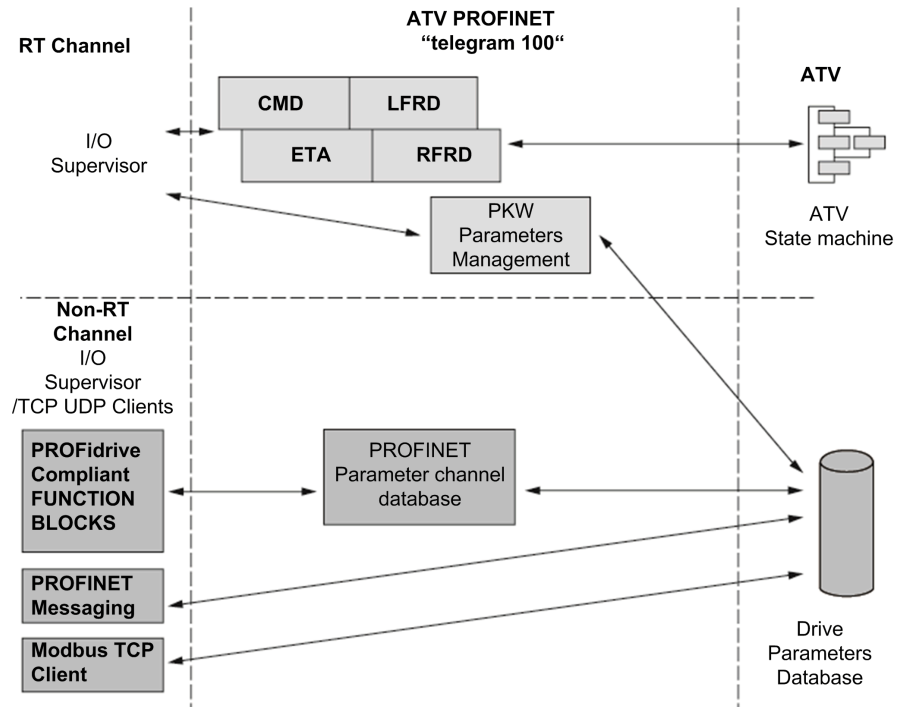 ATV PROFINET
“telegram 100“
RT Channel
ATV
CMD
LFRD
ETA
RFRD
I/O
Supervisor
PKW
Parameters
Management
ATV
State machine
Non-RT
Channel
I/O
Supervisor
/TCP UDP Clients
PROFidrive
Compliant
FUNCTION
BLOCKS
PROFINET
Parameter channel
database
PROFINET
Messaging
Modbus TCP
Client
Drive
Parameters
Database